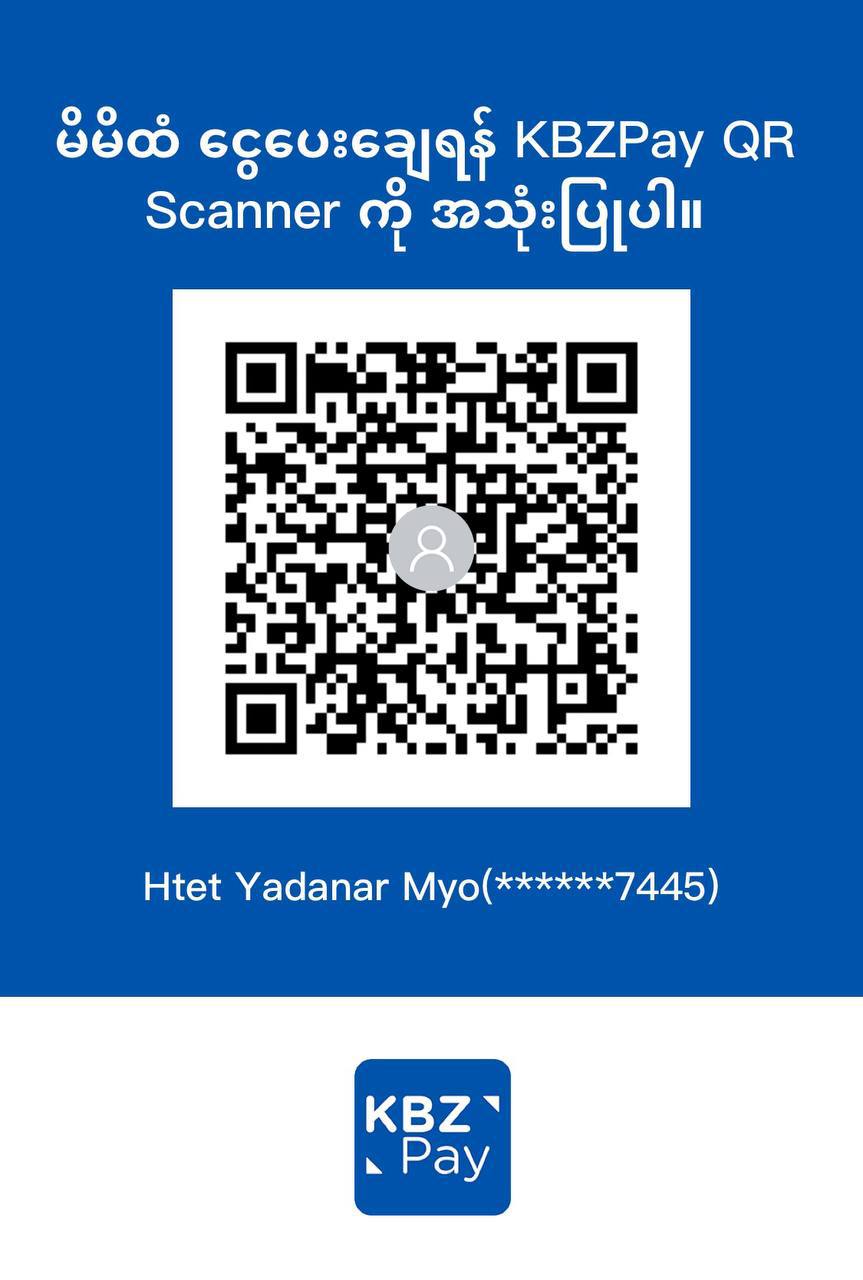 မိမိထံ ငွေပေးချေရန် KBZPay QR
Scanner ကို အသုံးပြုပါ။
Htet Yadanar Myo(******7445)
KBZ
Pay